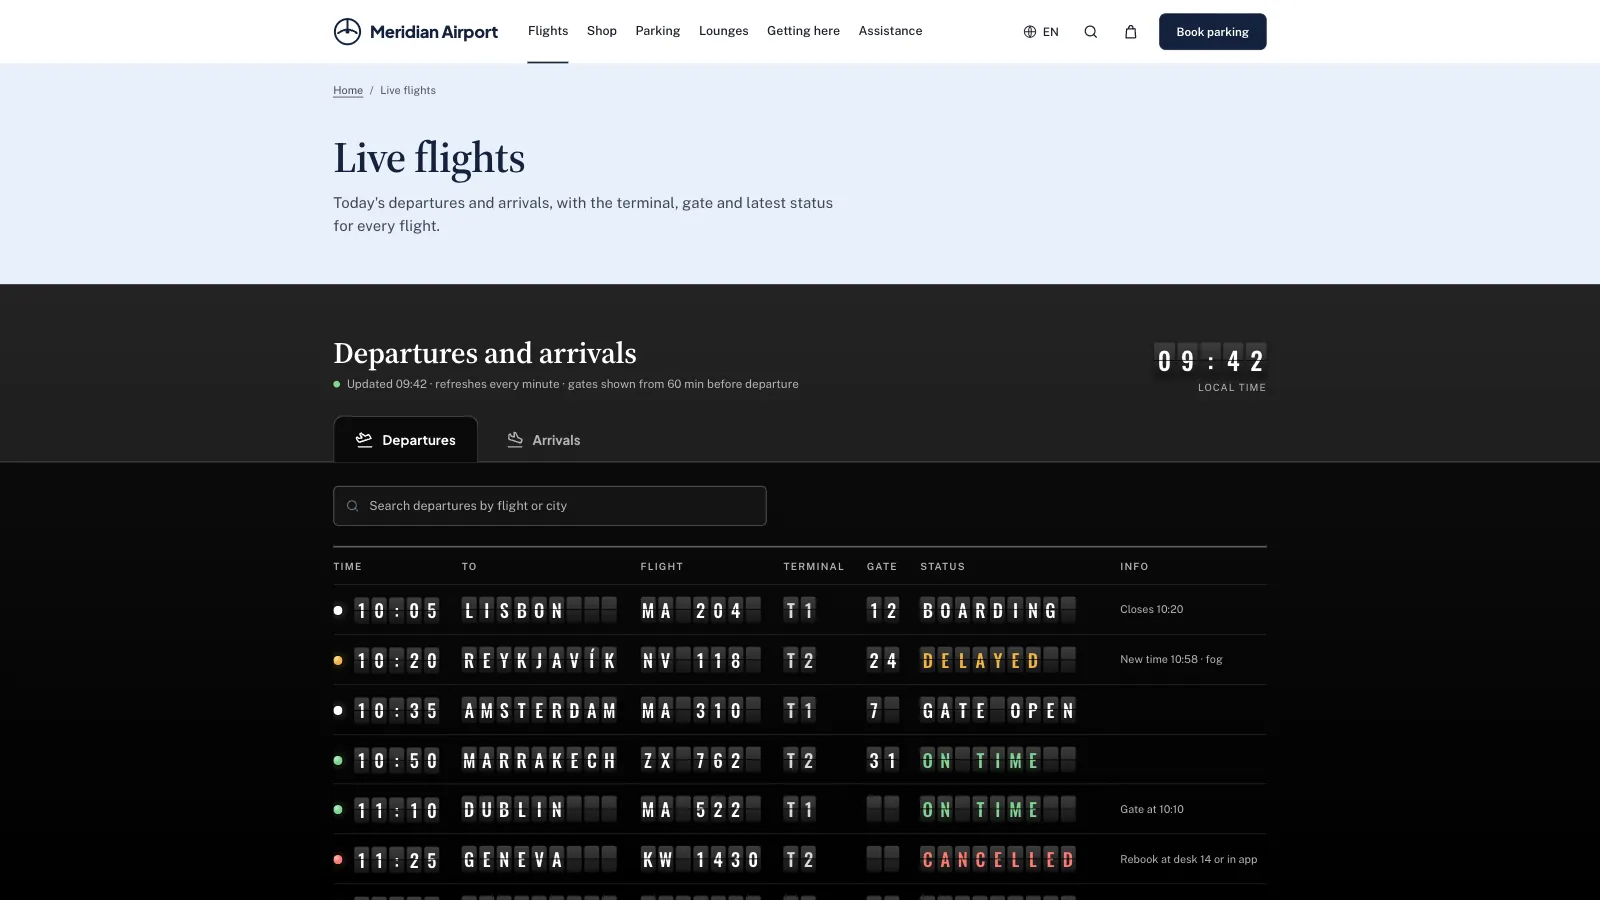 Meridian Airport Flights Shop Parking Lounges Getting here Assistance EN Book parking
Home / Live flights
Live flights
Today's departures and arrivals, with the terminal, gate and latest status
for every flight.
Departures and arrivals
09:42
Updated 09:42 · refreshes every minute · gates shown from 60 min before departure
LOCAL TIME
Departures Arrivals
Search departures by flight or city
TIME TO FLIGHT TERMINAL GATE STATUS INFO
10:05 LISBON MA 204 T1 12 BOARDING Closes 10:20
10:20 REYKJAVÍK NV 118 T2 24 DELAYED New time 10:58 · fog
10:35 AMSTERDAM MA 310 T1 7 GATE OPEN
10:50 MARRAKECH ZX 762 T2 31 ON TIME
11:10 DUBLIN MA 522 T1 ON TIME Gate at 10:10
11:25 GENEVA KW 1430 T2 CANCELLED Rebook at desk 14 or in app